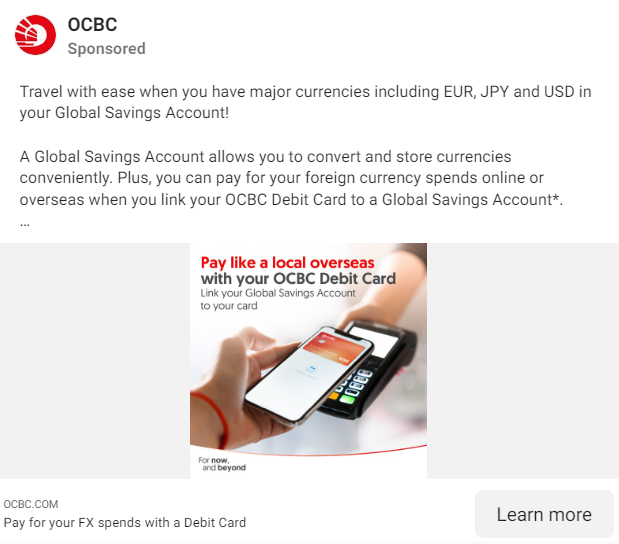 OCBC
Sponsored
Travel with ease when you have major currencies including EUR, JPY and USD in
your Global Savings Account!
A Global Savings Account allows you to convert and store currencies
conveniently. Plus, you can pay for your foreign currency spends online or
overseas when you link your OCBC Debit Card to a Global Savings Account*.
...
Pay like a local overseas
with your OCBC Debit Card
Link your Global Savings Account
to your card
For now,
and beyond
OCBC.COM
Pay for your FX spends with a Debit Card
Learn more